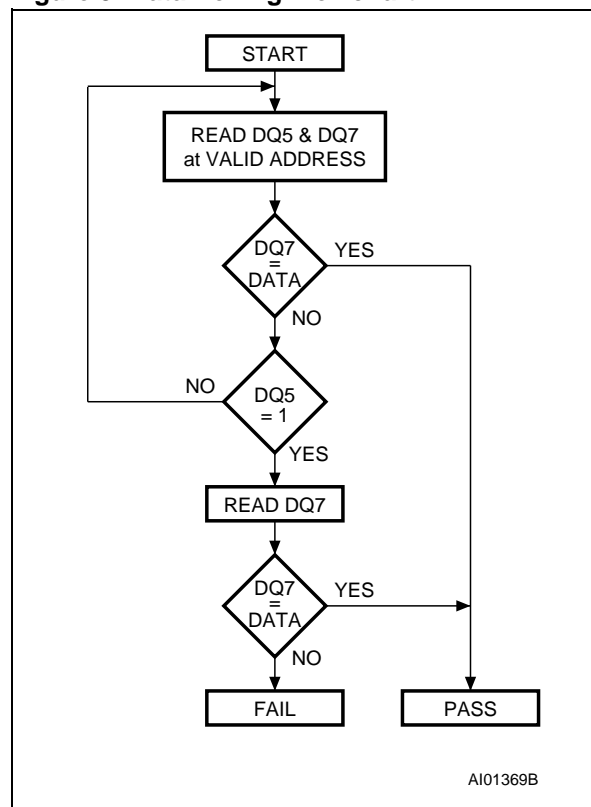 START
READ DQ5 & DQ7
at VALID ADDRESS
DQ7
=
DATA
YES
NO
NO
DQ5
= 1
YES
READ DQ7
DQ7
=
DATA
YES
NO
FAIL
PASS
AI01369B